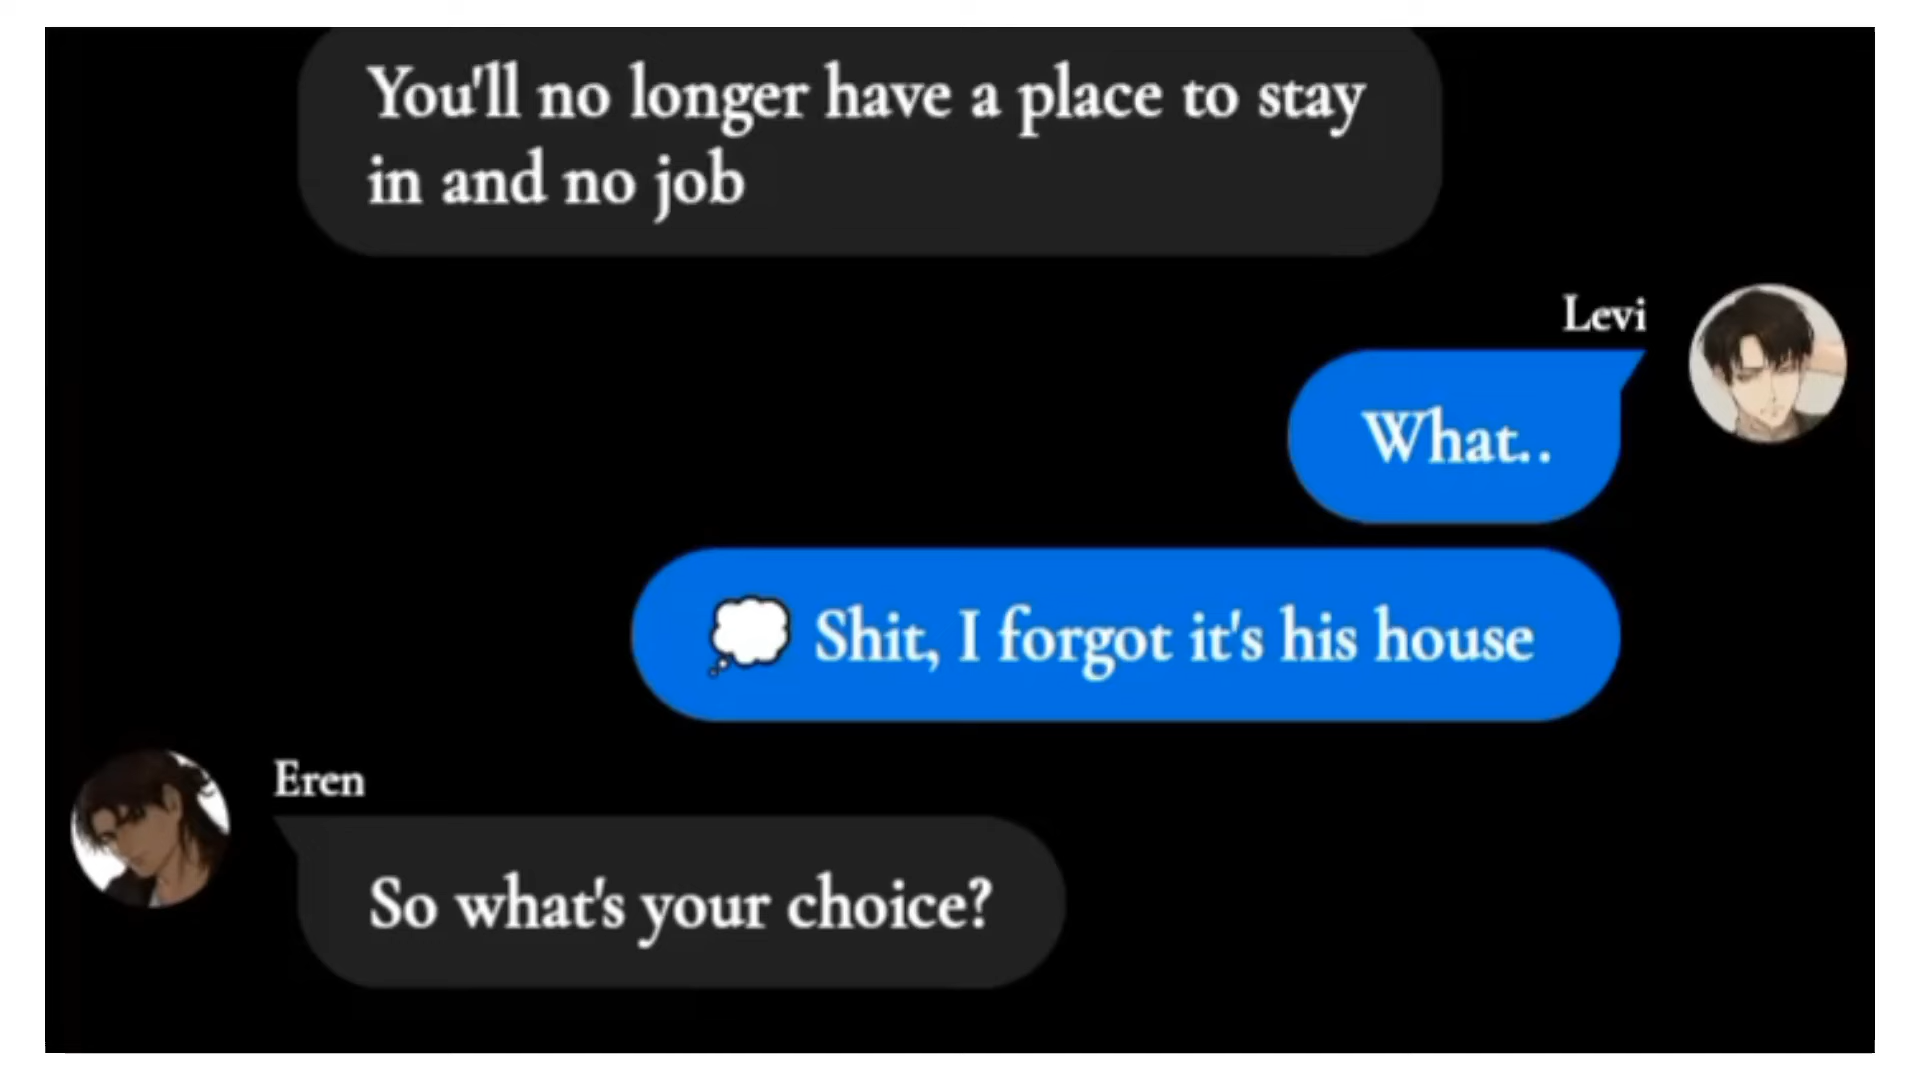 You'll no longer have a place to stay
in and no job
Levi
What..
💭 Shit, I forgot it's his house
Eren
So what's your choice?